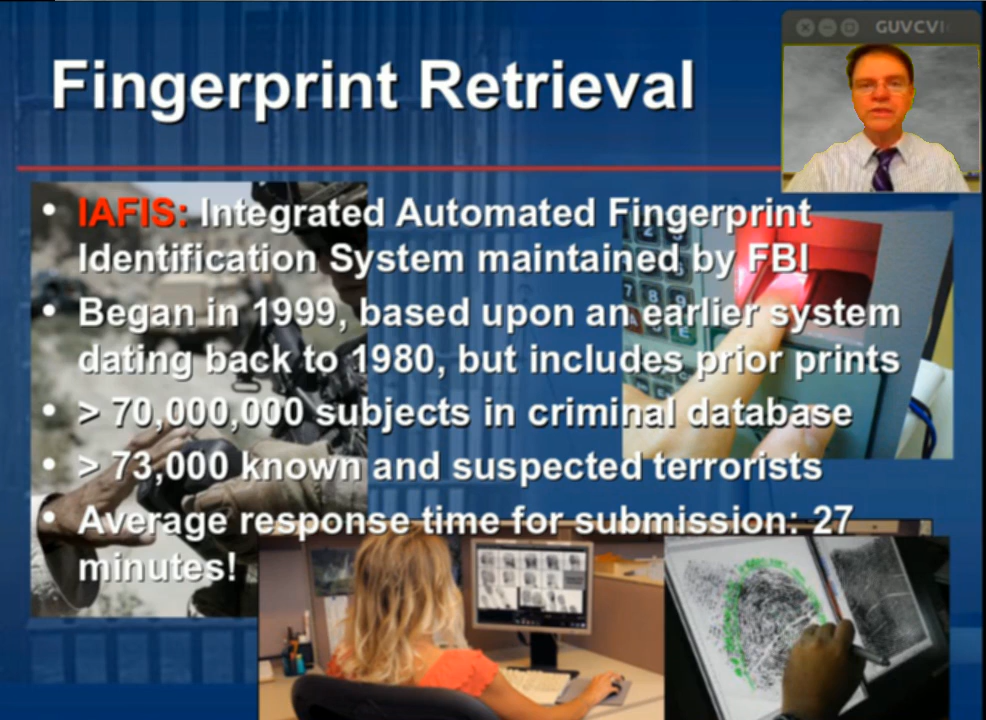 GUVCVI
Fingerprint Retrieval
• IAFIS: Integrated Automated Fingerprint
Identification System maintained by FBI
• Began in 1999, based upon an earlier system
dating back to 1980, but includes prior prints
• > 70,000,000 subjects in criminal database
• > 73,000 known and suspected terrorists
• Average response time for submission: 27
minutes!